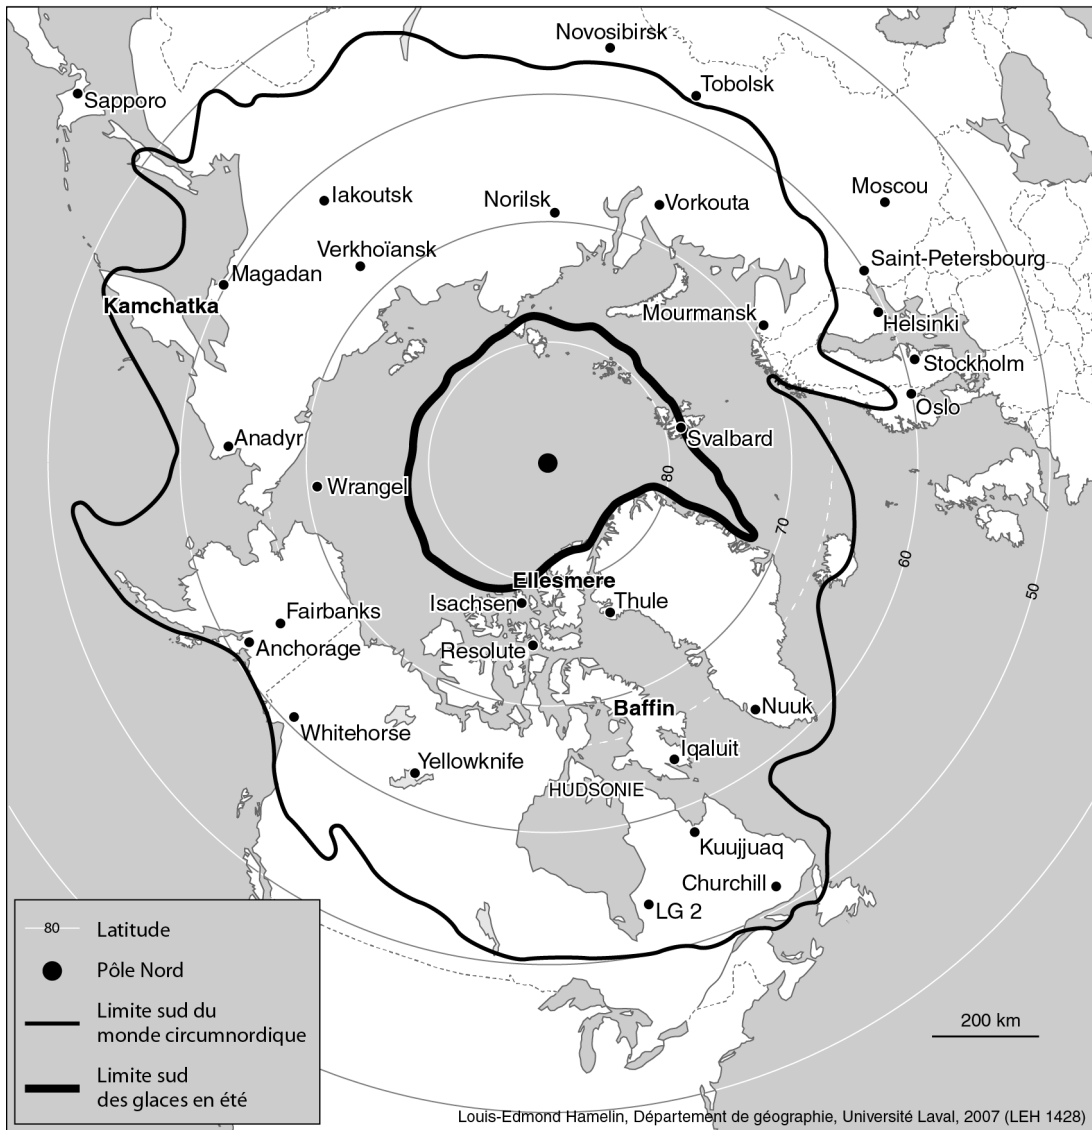 Novosibirsk
Tobolsk
Sapporo
Moscou
Iakoutsk
Norilsk
Vorkouta
Verkhoïansk
Saint-Petersbourg
Magadan
Kamchatka
Mourmansk
Helsinki
Stockholm
Oslo
Anadyr
Svalbard
Wrangel
80
70
60
50
Ellesmere
Isachsen
Thule
Fairbanks
Anchorage
Resolute
Baffin
Nuuk
Whitehorse
Iqaluit
Yellowknife
HUDSONIE
Kuujjuaq
Churchill
LG 2
80 Latitude
Pôle Nord
Limite sud du
monde circumnordique
Limite sud
des glaces en été
200 km
Louis-Edmond Hamelin, Département de géographie, Université Laval, 2007 (LEH 1428)